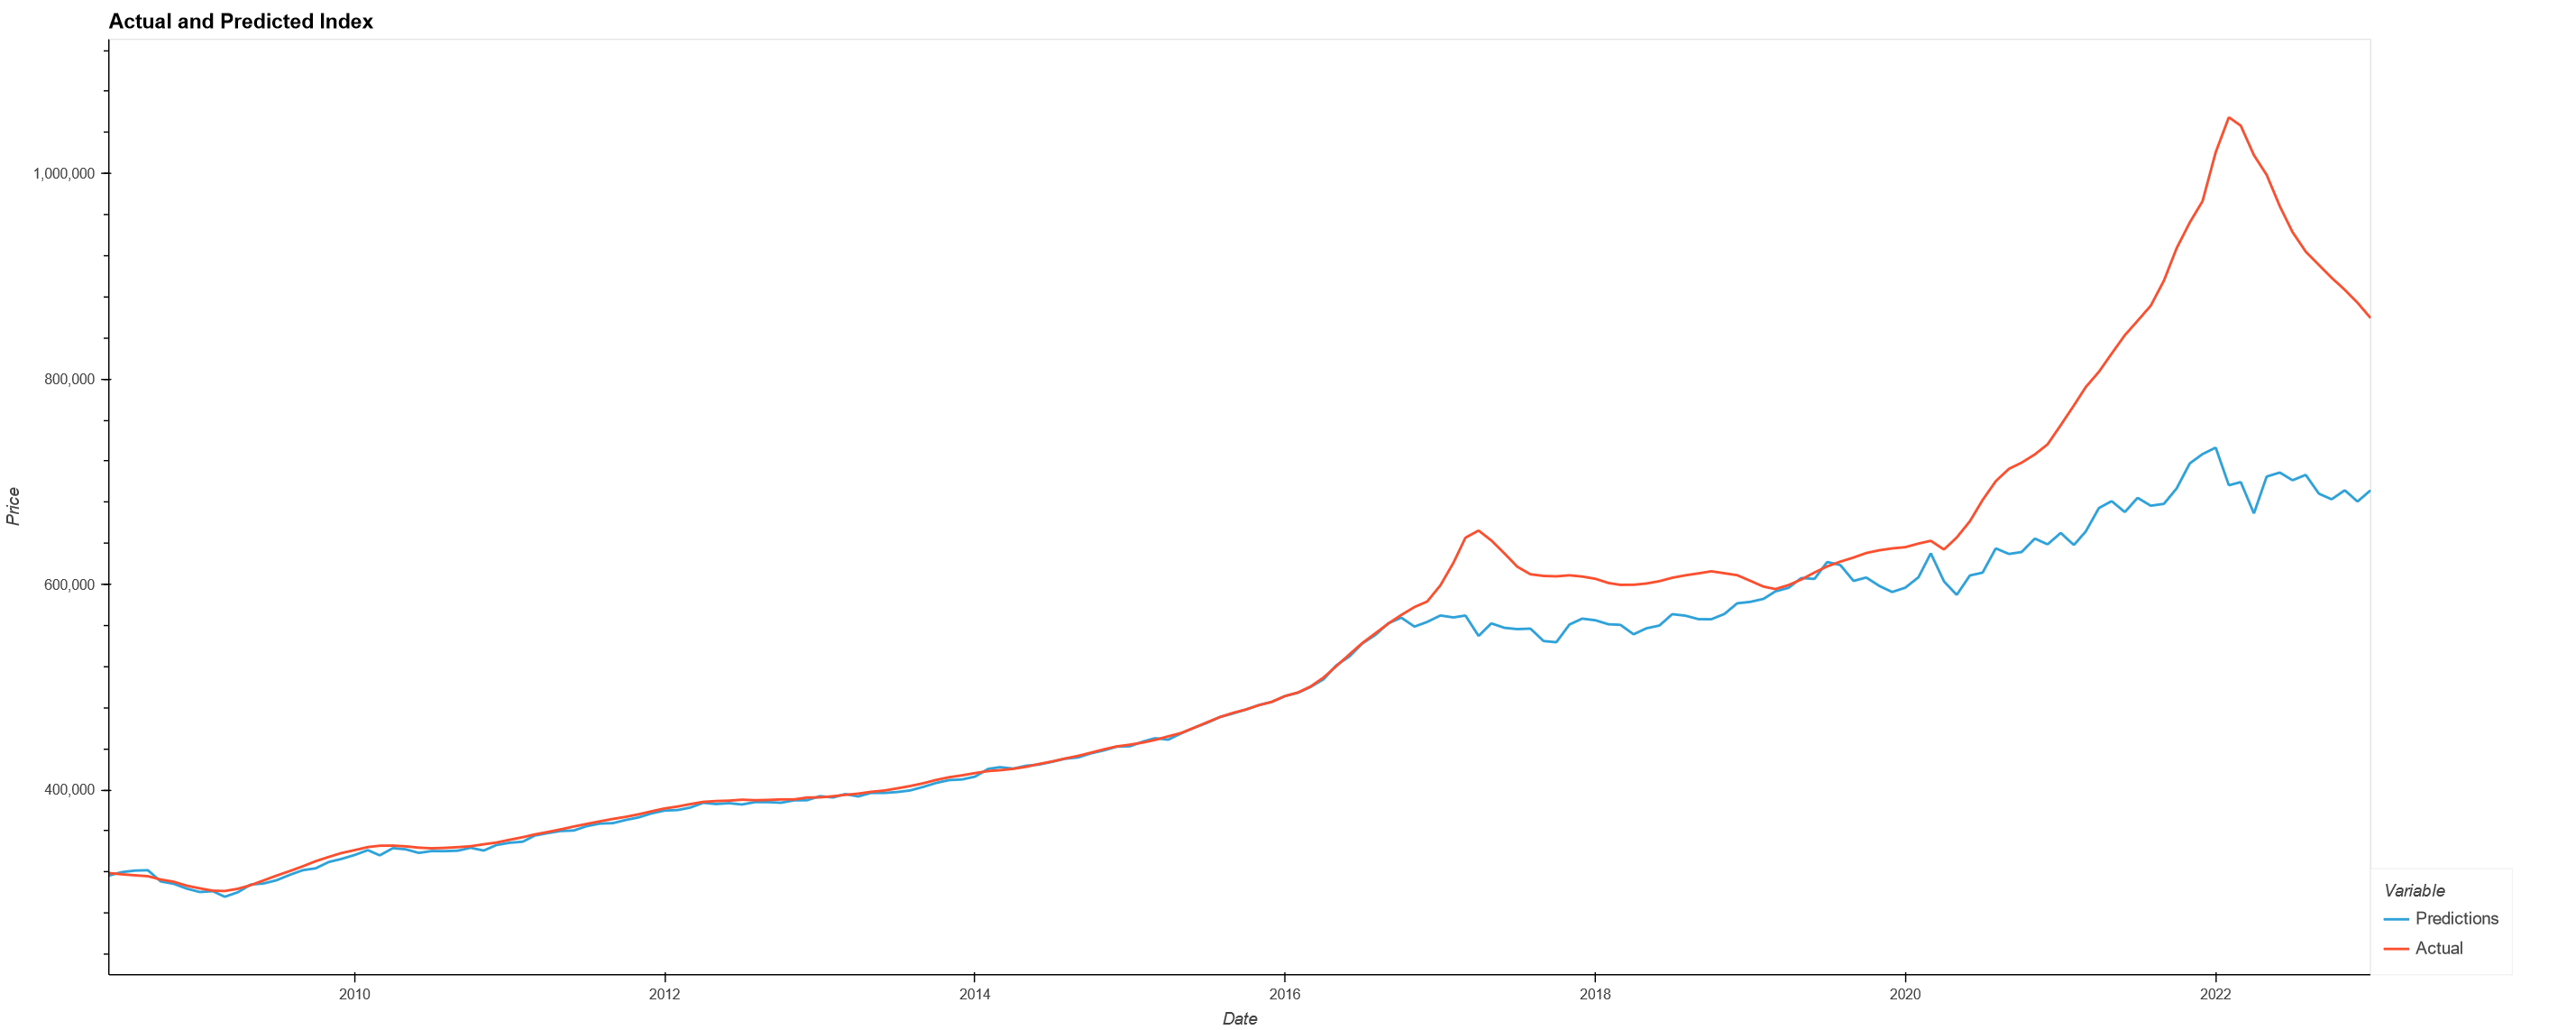 Actual and Predicted Index
1,000,000
800,000
600,000
400,000
Price
2010 2012 2014 2016 2018 2020 2022
Date
Variable
Predictions
Actual